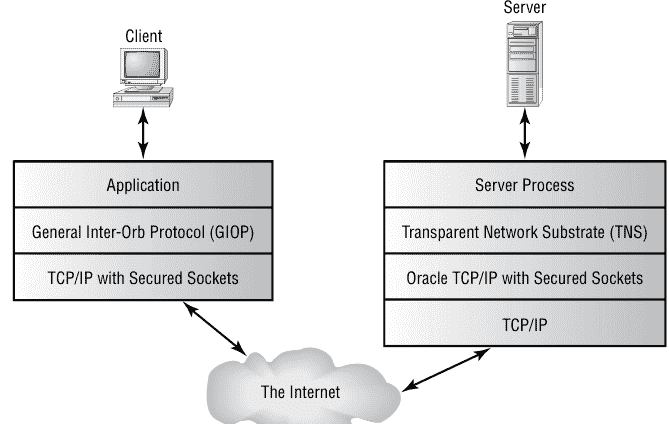 Client
Server
Application
General Inter-Orb Protocol (GIOP)
TCP/IP with Secured Sockets
Server Process
Transparent Network Substrate (TNS)
Oracle TCP/IP with Secured Sockets
TCP/IP
The Internet